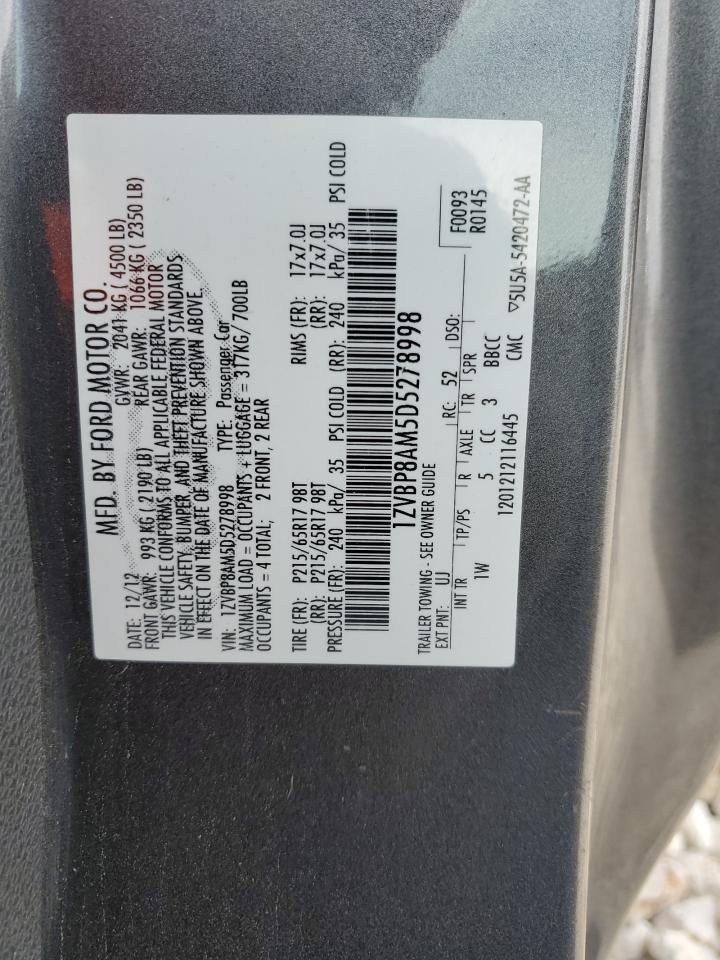 MFD. BY FORD MOTOR CO.
DATE: 12/12 GVWR: 2041 KG ( 4500 LB)
FRONT GAWR: 993 KG ( 2190 LB) REAR GAWR: 1066 KG ( 2350 LB)
THIS VEHICLE CONFORMS TO ALL APPLICABLE FEDERAL MOTOR
VEHICLE SAFETY, BUMPER, AND THEFT PREVENTION STANDARDS
IN EFFECT ON THE DATE OF MANUFACTURE SHOWN ABOVE.
VIN: 1ZVBP8AM5D5278998 TYPE: Passenger Car
MAXIMUM LOAD = OCCUPANTS + LUGGAGE = 317KG/ 700LB
OCCUPANTS = 4 TOTAL; 2 FRONT, 2 REAR
TIRE (FR): P215/65R17 98T RIMS (FR): 17x7.0J
(RR): P215/65R17 98T (RR): 17x7.0J
PRESSURE (FR): 240 kPa/ 35 PSI COLD (RR): 240 kPa/ 35 PSI COLD
1ZVBP8AM5D5278998
TRAILER TOWING - SEE OWNER GUIDE
EXT PNT: UJ RC: 52 DSO: F0093
INT TR TP/PS R AXLE TR SPR R0145
1W 5 CC 3 BBCC
1201212116445 CMC
▽5U5A-5420472-AA